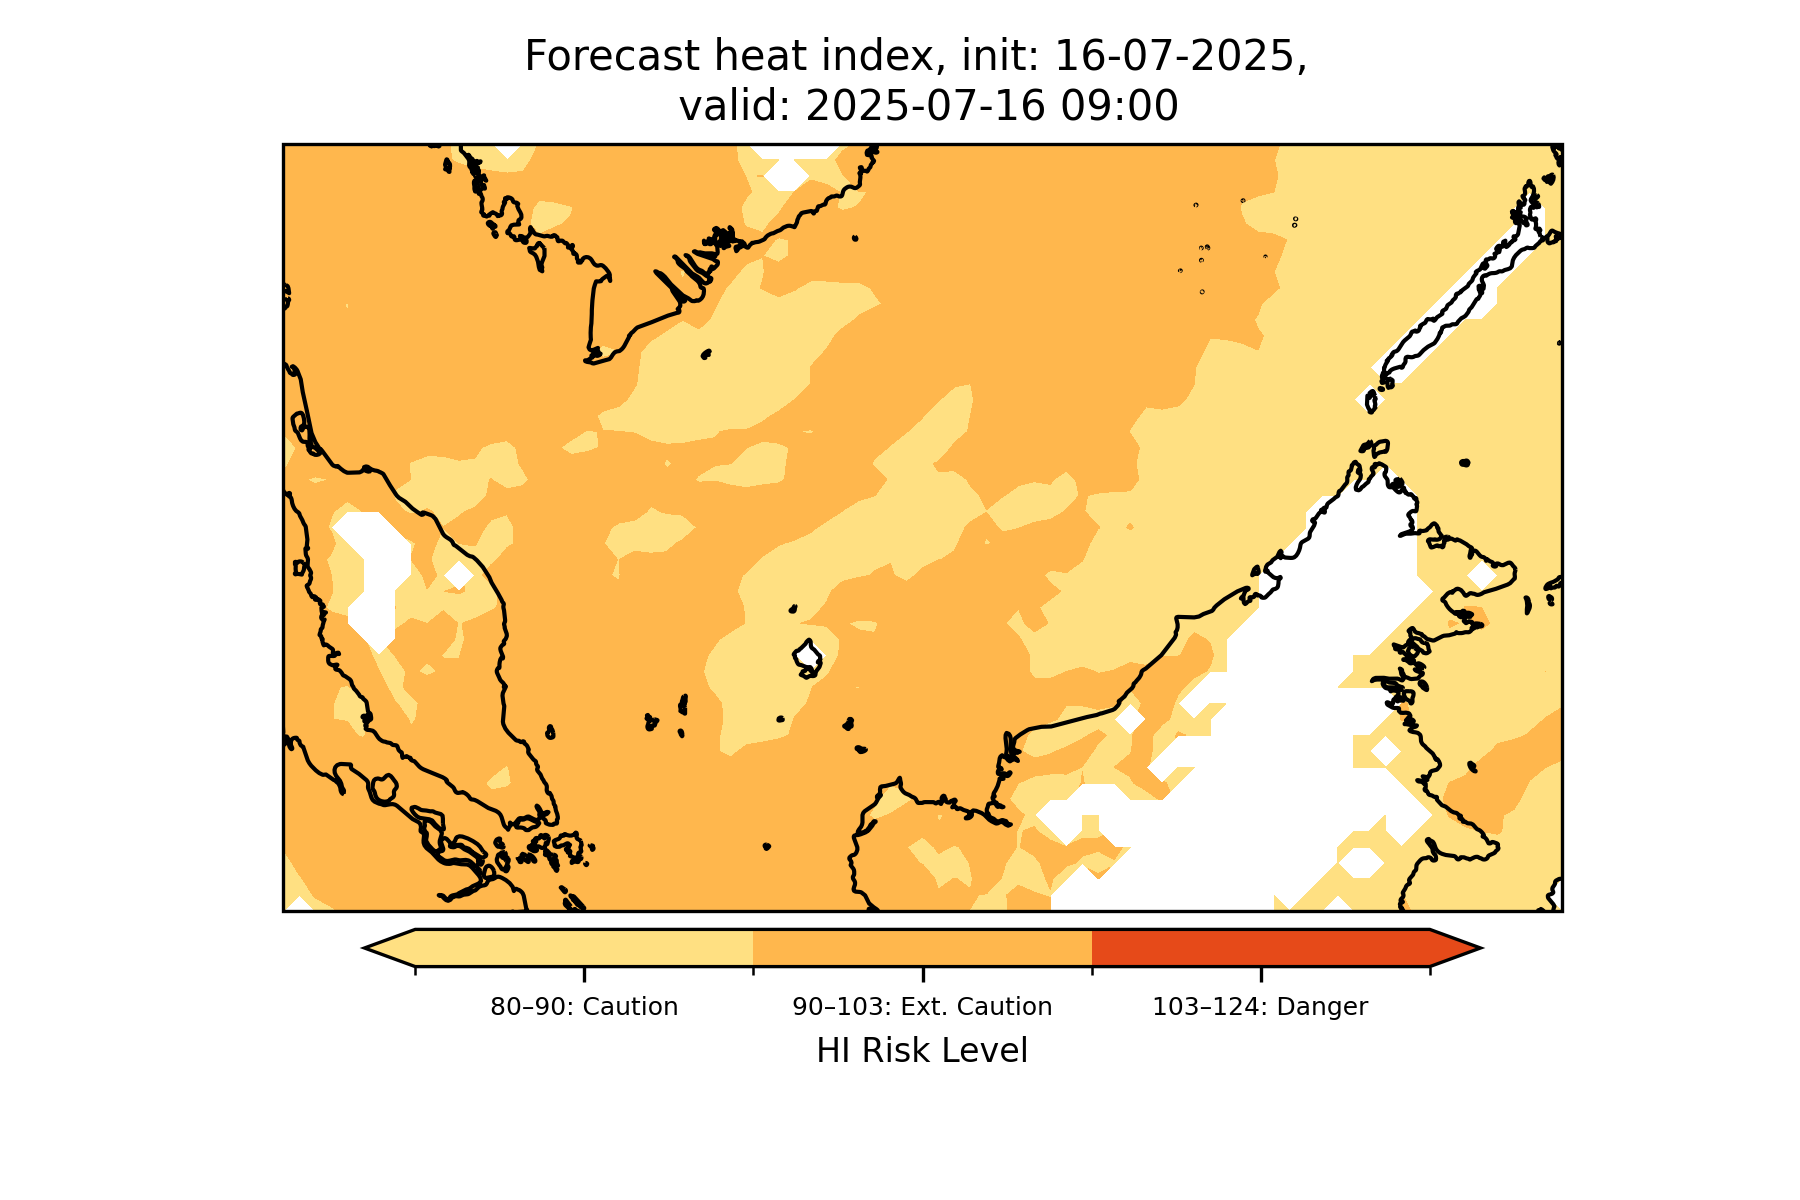 Forecast heat index, init: 16-07-2025,
valid: 2025-07-16 09:00
80–90: Caution
90–103: Ext. Caution
103–124: Danger
HI Risk Level